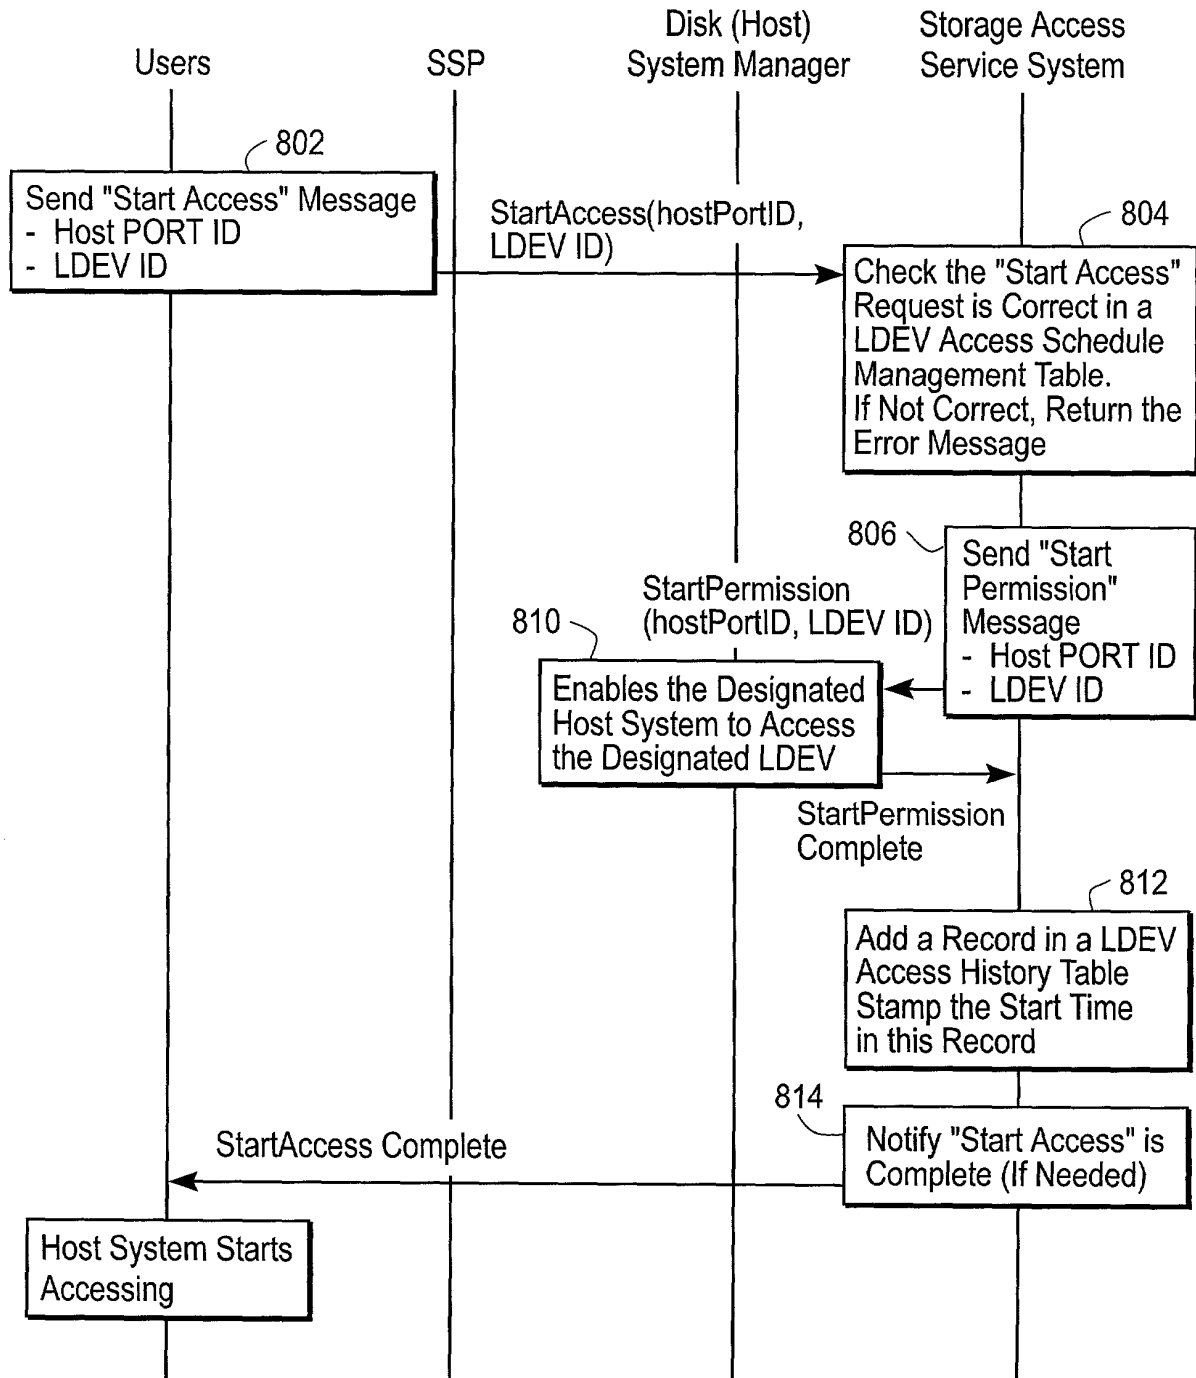 Users
SSP
Disk (Host)
System Manager
Storage Access
Service System
802
Send "Start Access" Message
- Host PORT ID
- LDEV ID
StartAccess(hostPortID,
LDEV ID)
804
Check the "Start Access"
Request is Correct in a
LDEV Access Schedule
Management Table.
If Not Correct, Return the
Error Message
806
Send "Start
Permission"
Message
- Host PORT ID
- LDEV ID
StartPermission
(hostPortID, LDEV ID)
810
Enables the Designated
Host System to Access
the Designated LDEV
StartPermission
Complete
812
Add a Record in a LDEV
Access History Table
Stamp the Start Time
in this Record
814
Notify "Start Access" is
Complete (If Needed)
StartAccess Complete
Host System Starts
Accessing